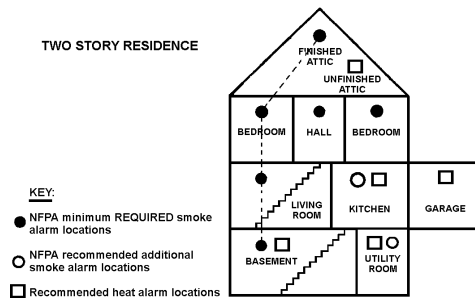 TWO STORY RESIDENCE
FINISHED
ATTIC
UNFINISHED
ATTIC
BEDROOM
HALL
BEDROOM
LIVING
ROOM
KITCHEN
GARAGE
BASEMENT
UTILITY
ROOM
KEY:
NFPA minimum REQUIRED smoke
alarm locations
NFPA recommended additional
smoke alarm locations
Recommended heat alarm locations